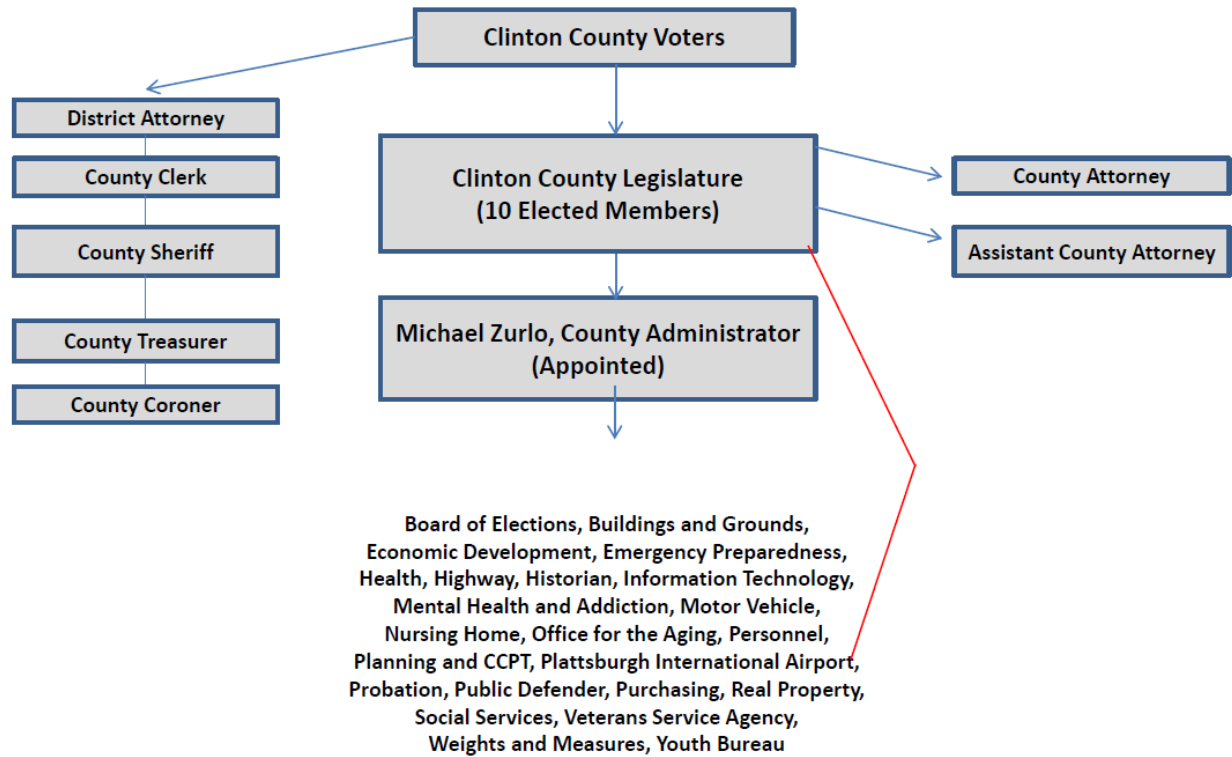 Clinton County Voters
District Attorney
County Clerk
County Sheriff
County Treasurer
County Coroner
Clinton County Legislature
(10 Elected Members)
County Attorney
Assistant County Attorney
Michael Zurlo, County Administrator
(Appointed)
Board of Elections, Buildings and Grounds,
Economic Development, Emergency Preparedness,
Health, Highway, Historian, Information Technology,
Mental Health and Addiction, Motor Vehicle,
Nursing Home, Office for the Aging, Personnel,
Planning and CCPT, Plattsburgh International Airport,
Probation, Public Defender, Purchasing, Real Property,
Social Services, Veterans Service Agency,
Weights and Measures, Youth Bureau